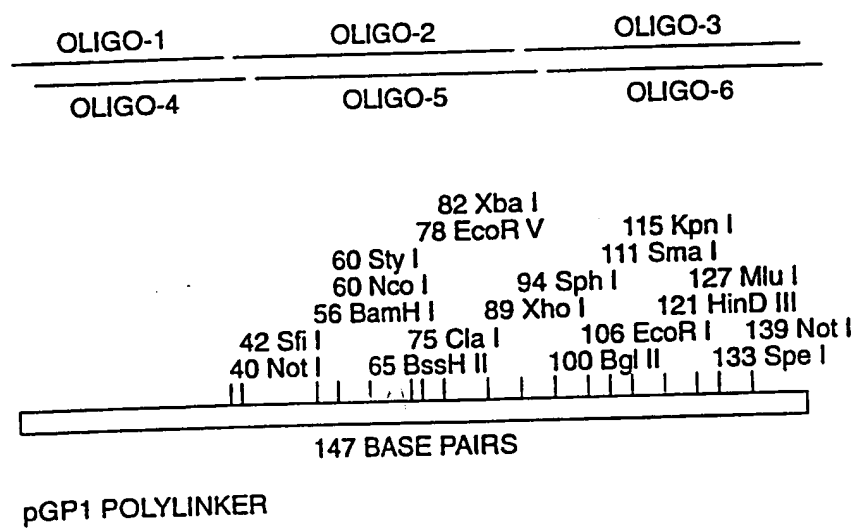 OLIGO-1 OLIGO-2 OLIGO-3
OLIGO-4 OLIGO-5 OLIGO-6
82 Xba I
78 EcoR V 115 Kpn I
60 Sty I 111 Sma I
60 Nco I 94 Sph I 127 Mlu I
56 BamH I 89 Xho I 121 HinD III
42 Sfi I 75 Cla I 106 EcoR I 139 Not I
40 Not I 65 BssH II 100 Bgl II 133 Spe I
147 BASE PAIRS
pGP1 POLYLINKER